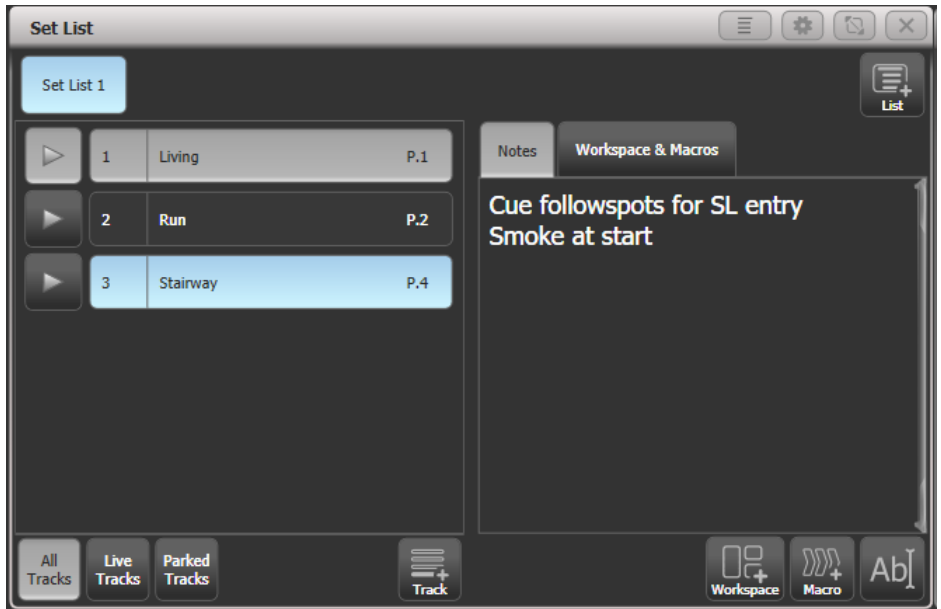 Set List
Set List 1
List
1 Living P.1
2 Run P.2
3 Stairway P.4
Notes
Workspace & Macros
Cue followspots for SL entry
Smoke at start
All
Tracks
Live
Tracks
Parked
Tracks
Track
Workspace
Macro
Ab